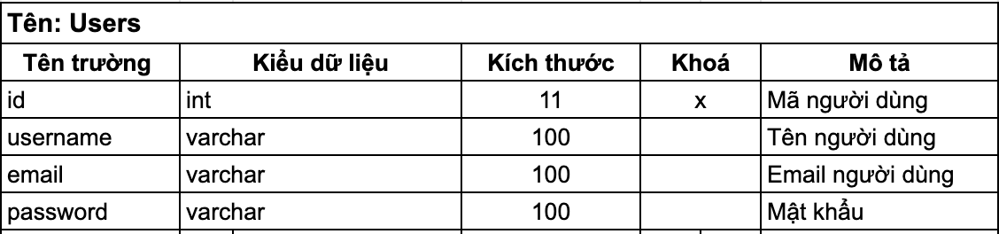 Tên: Users
Tên trường Kiểu dữ liệu Kích thước Khoá Mô tả
id int 11 x Mã người dùng
username varchar 100 Tên người dùng
email varchar 100 Email người dùng
password varchar 100 Mật khẩu